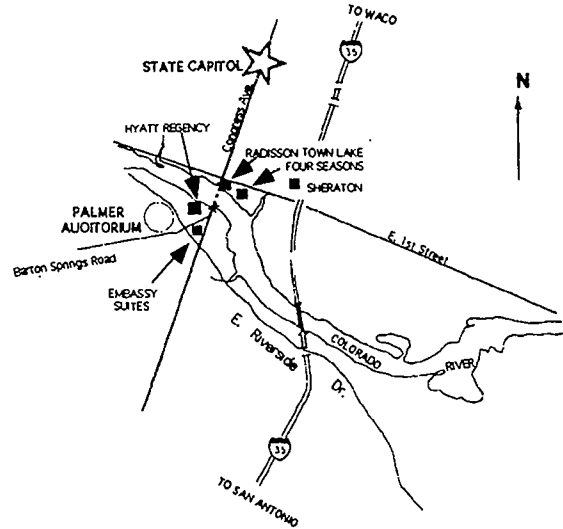 TO WACO
35
STATE CAPITOL
N
Congress Ave.
HYATT REGENCY
RADISSON TOWN LAKE
FOUR SEASONS
SHERATON
PALMER
AUOITORIUM
E. 1st Street
Barton Springs Road
EMBASSY
SUITES
E. Riverside Dr.
COLORADO
RIVER
35
TO SAN ANTONIO